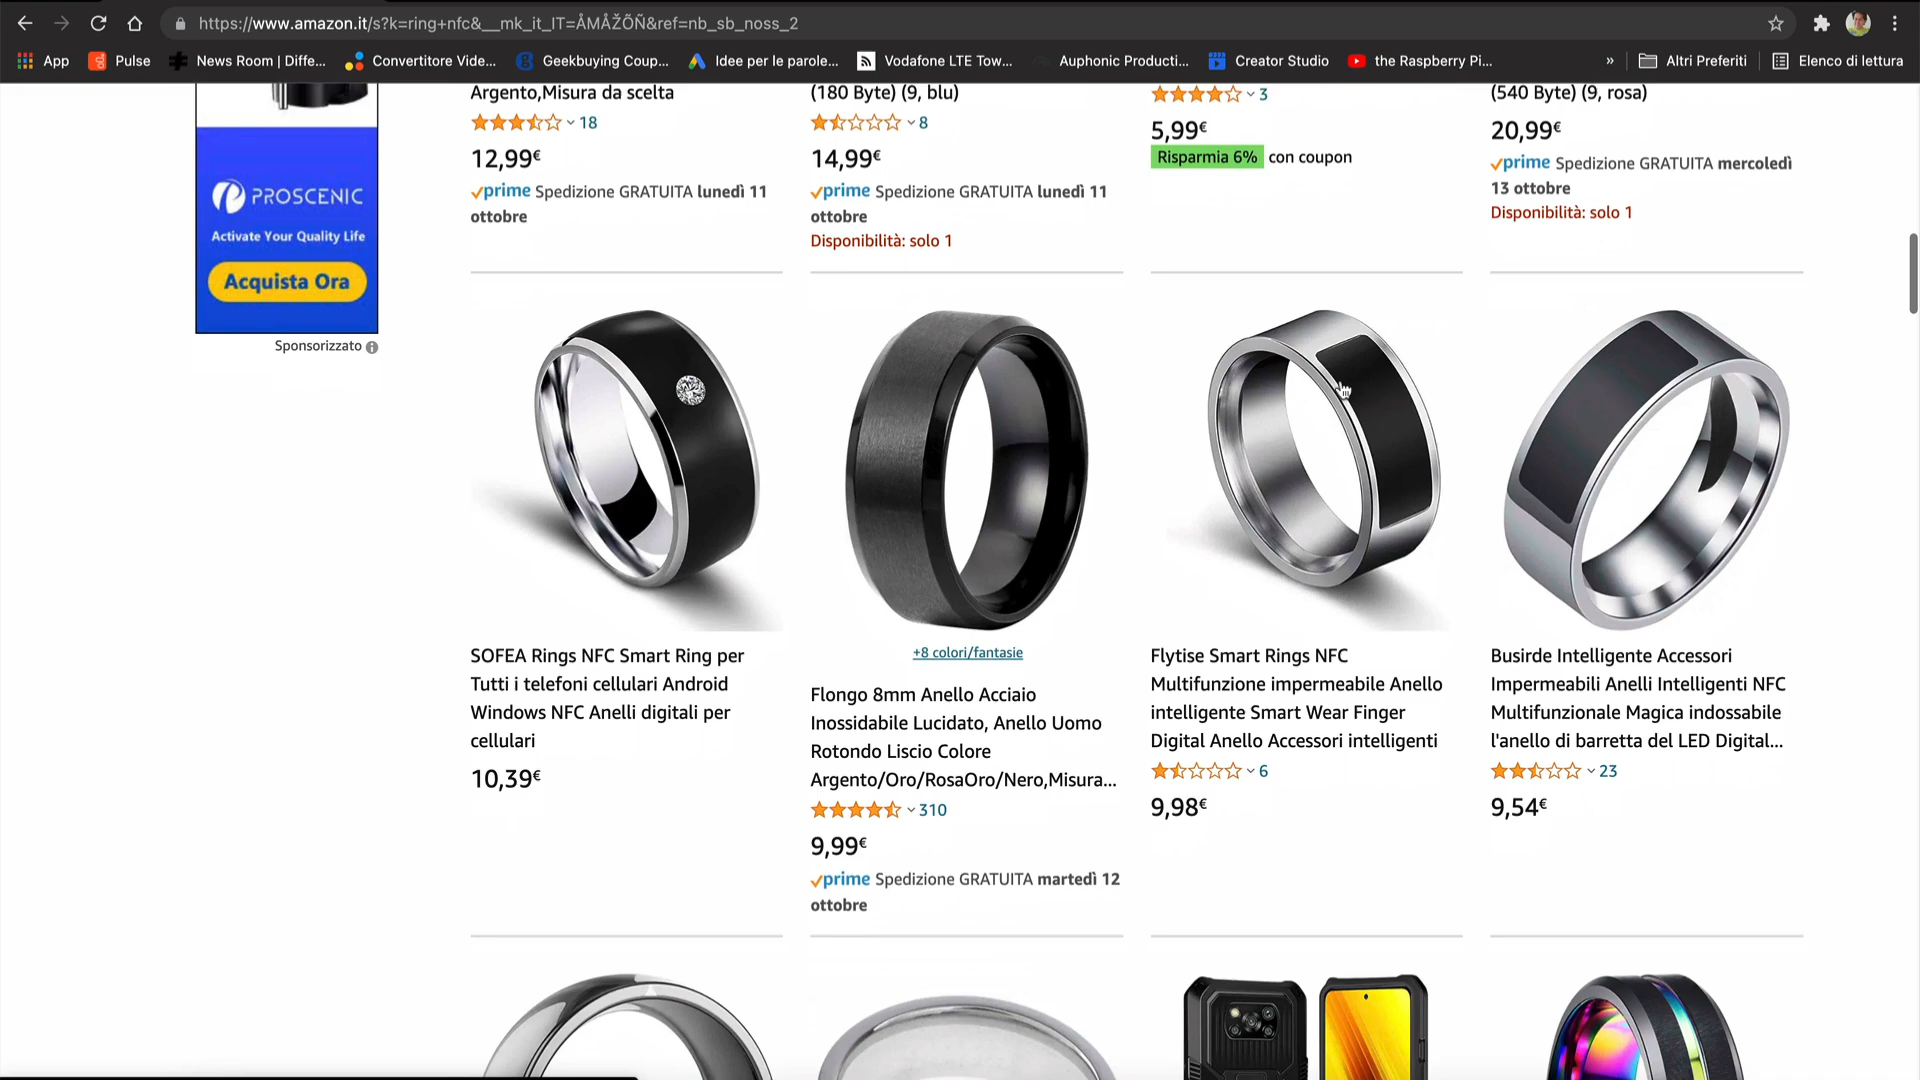 https://www.amazon.it/s?k=ring+nfc&__mk_it_IT=ÅMÅŽÕÑ&ref=nb_sb_noss_2
App
Pulse
News Room | Diffe...
Convertitore Vide...
Geekbuying Coup...
Idee per le parole...
Vodafone LTE Tow...
Auphonic Producti...
Creator Studio
the Raspberry Pi...
»
Altri Preferiti
Elenco di lettura
PROSCENIC
Activate Your Quality Life
Acquista Ora
Sponsorizzato
Argento,Misura da scelta
18
12,99€
prime Spedizione GRATUITA lunedì 11
ottobre
(180 Byte) (9, blu)
8
14,99€
prime Spedizione GRATUITA lunedì 11
ottobre
Disponibilità: solo 1
3
5,99€
Risparmia 6% con coupon
(540 Byte) (9, rosa)
20,99€
prime Spedizione GRATUITA mercoledì
13 ottobre
Disponibilità: solo 1
SOFEA Rings NFC Smart Ring per
Tutti i telefoni cellulari Android
Windows NFC Anelli digitali per
cellulari
10,39€
+8 colori/fantasie
Flongo 8mm Anello Acciaio
Inossidabile Lucidato, Anello Uomo
Rotondo Liscio Colore
Argento/Oro/RosaOro/Nero,Misura...
310
9,99€
prime Spedizione GRATUITA martedì 12
ottobre
Flytise Smart Rings NFC
Multifunzione impermeabile Anello
intelligente Smart Wear Finger
Digital Anello Accessori intelligenti
6
9,98€
Busirde Intelligente Accessori
Impermeabili Anelli Intelligenti NFC
Multifunzionale Magica indossabile
l'anello di barretta del LED Digital...
23
9,54€